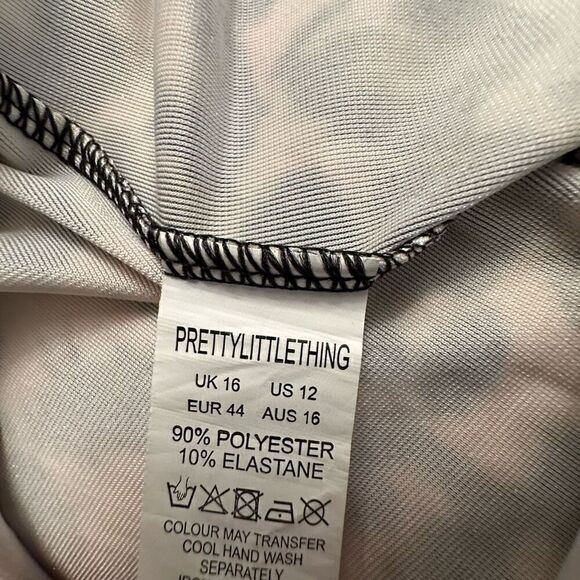 PRETTYLITTLETHING
UK 16 US 12
EUR 44 AUS 16
90% POLYESTER
10% ELASTANE
COLOUR MAY TRANSFER
COOL HAND WASH
SEPARATELY